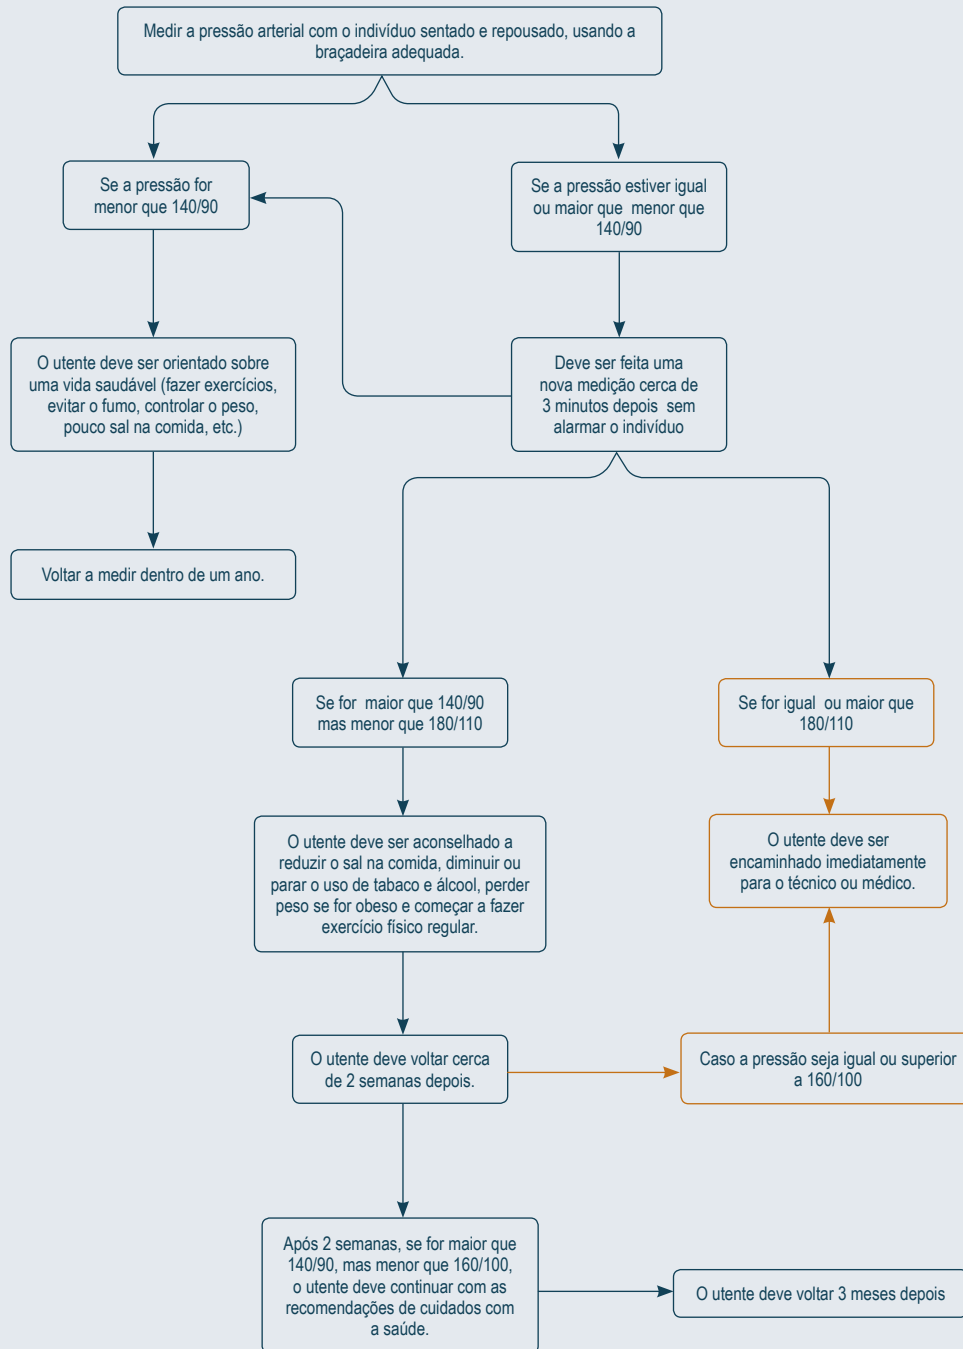 Medir a pressão arterial com o indivíduo sentado e repousado, usando a
braçadeira adequada.
Se a pressão for
menor que 140/90
Se a pressão estiver igual
ou maior que menor que
140/90
O utente deve ser orientado sobre
uma vida saudável (fazer exercícios,
evitar o fumo, controlar o peso,
pouco sal na comida, etc.)
Deve ser feita uma
nova medição cerca de
3 minutos depois sem
alarmar o indivíduo
Voltar a medir dentro de um ano.
Se for maior que 140/90
mas menor que 180/110
Se for igual ou maior que
180/110
O utente deve ser aconselhado a
reduzir o sal na comida, diminuir ou
parar o uso de tabaco e álcool, perder
peso se for obeso e começar a fazer
exercício físico regular.
O utente deve ser
encaminhado imediatamente
para o técnico ou médico.
O utente deve voltar cerca
de 2 semanas depois.
Caso a pressão seja igual ou superior
a 160/100
Após 2 semanas, se for maior que
140/90, mas menor que 160/100,
o utente deve continuar com as
recomendações de cuidados com
a saúde.
O utente deve voltar 3 meses depois